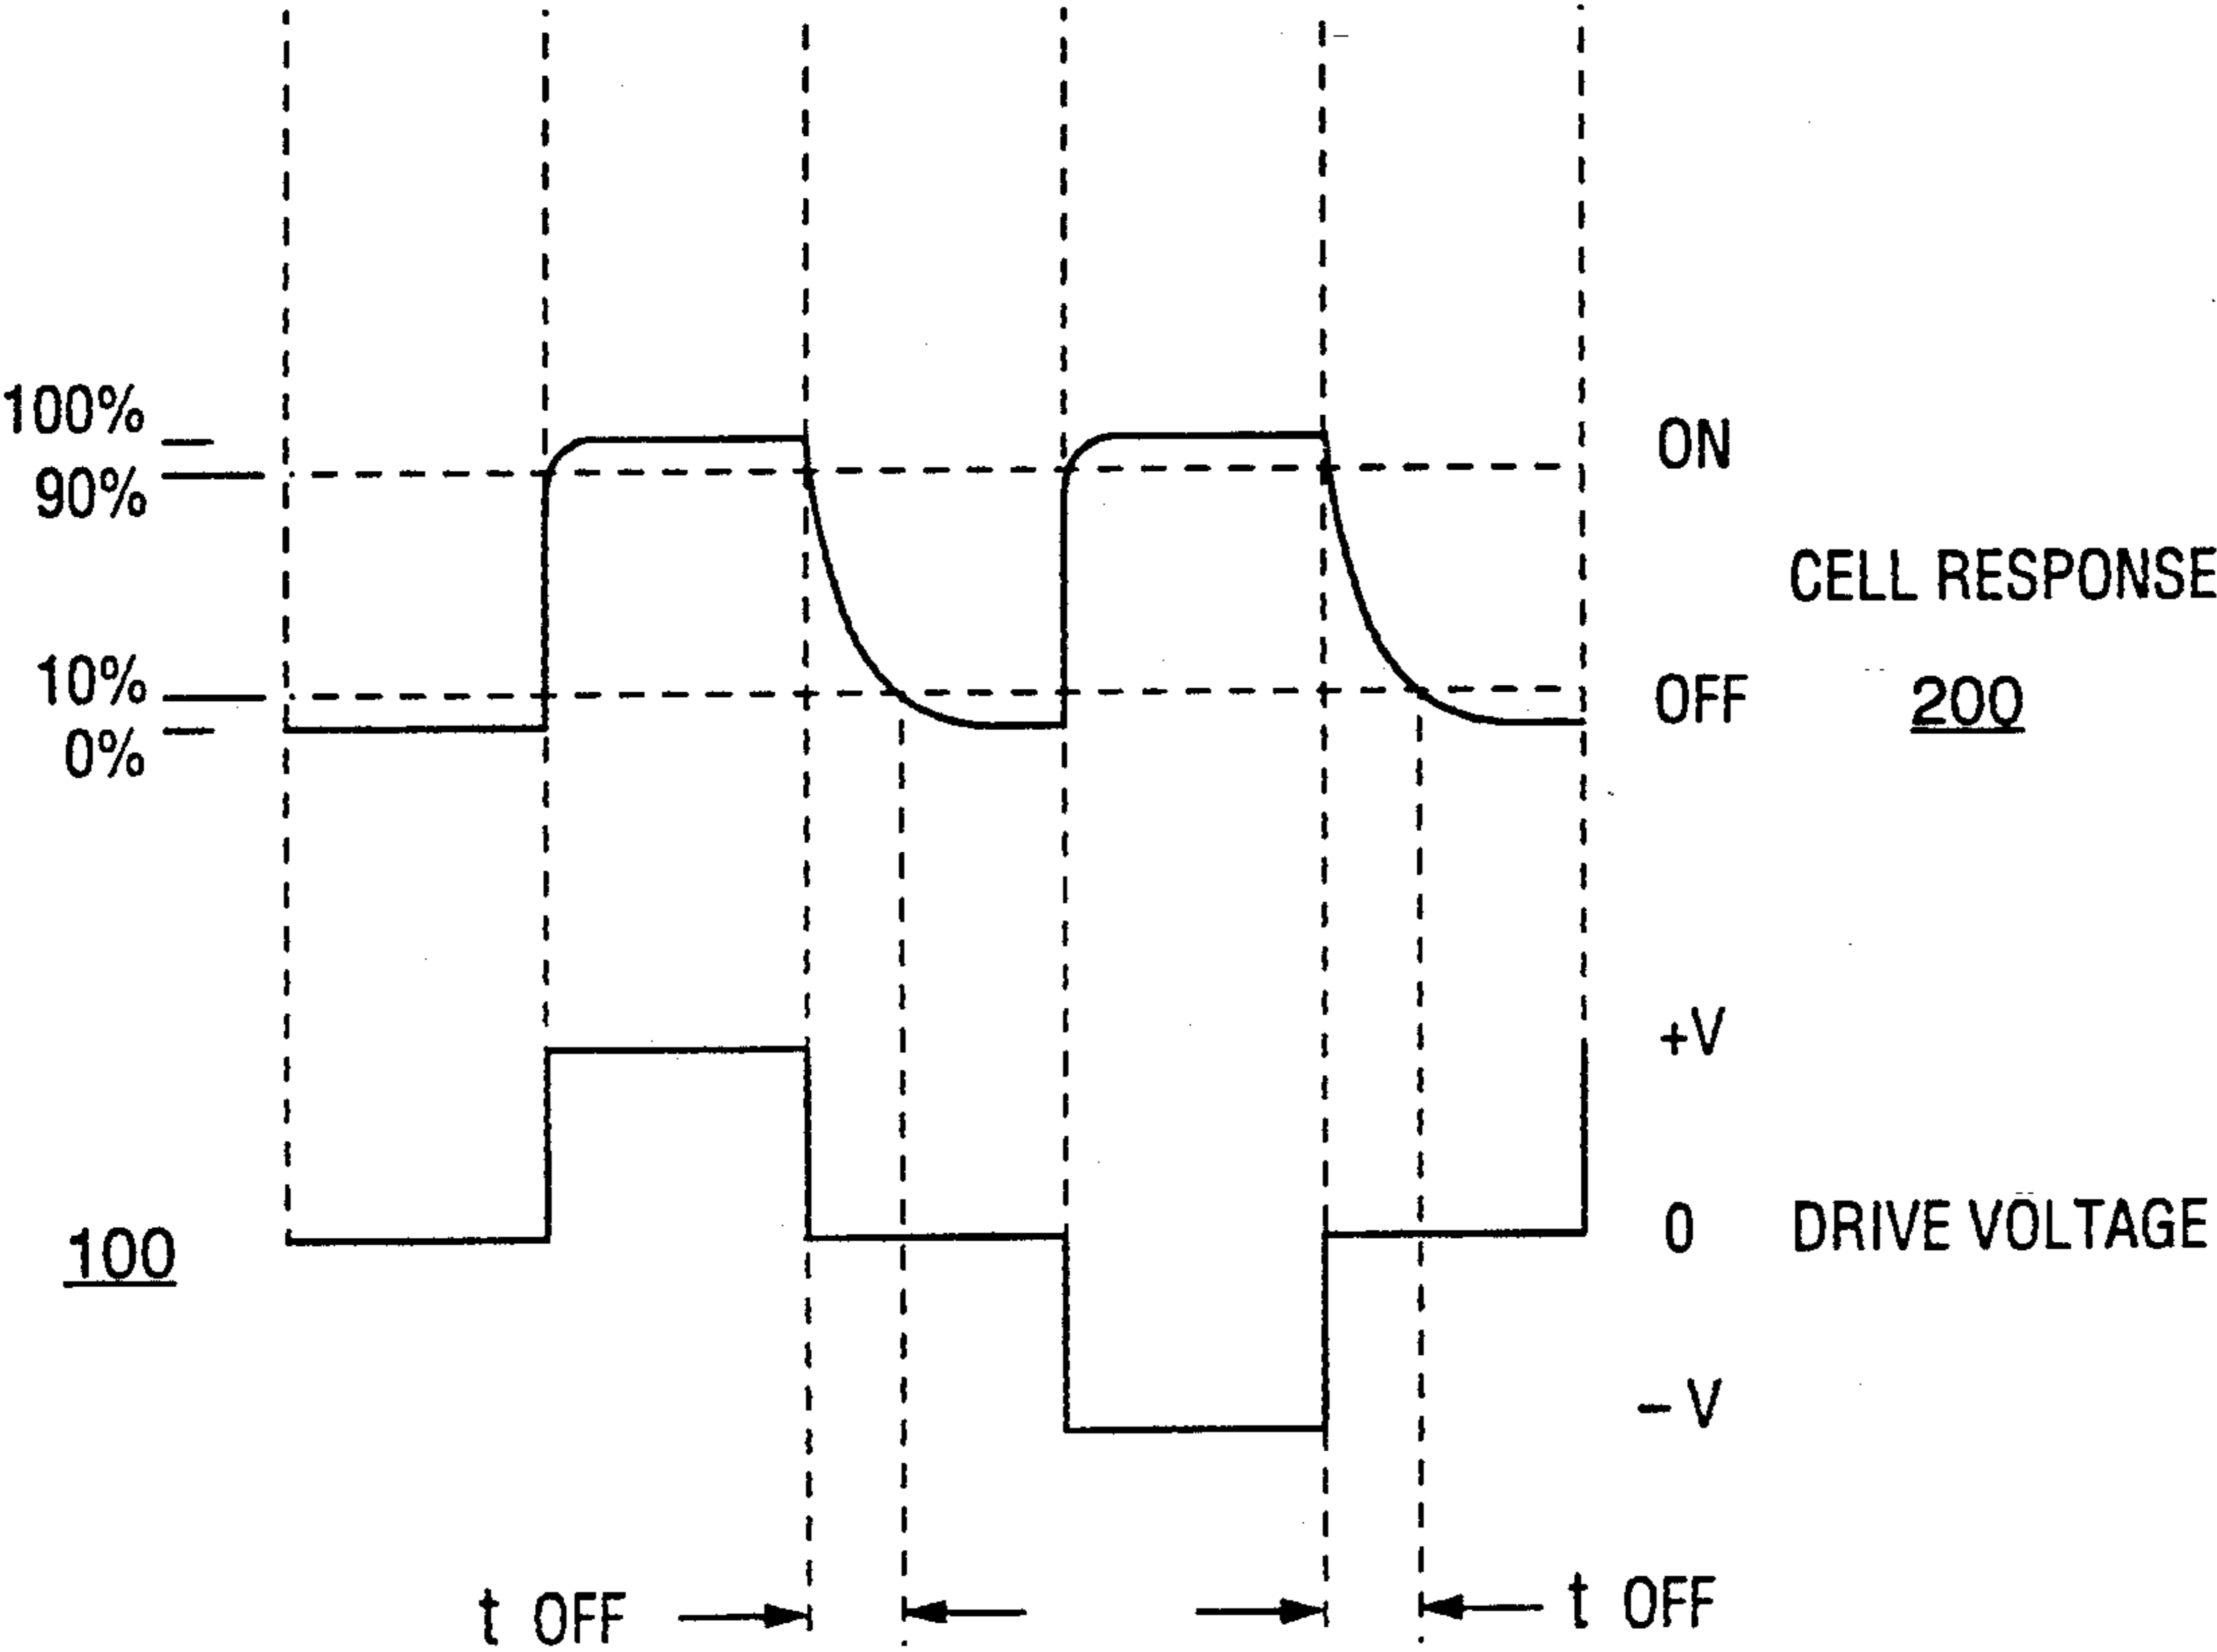 100%
90%
ON
CELL RESPONSE
10%
OFF
200
0%
+V
100
0
DRIVE VOLTAGE
– V
t OFF
t OFF